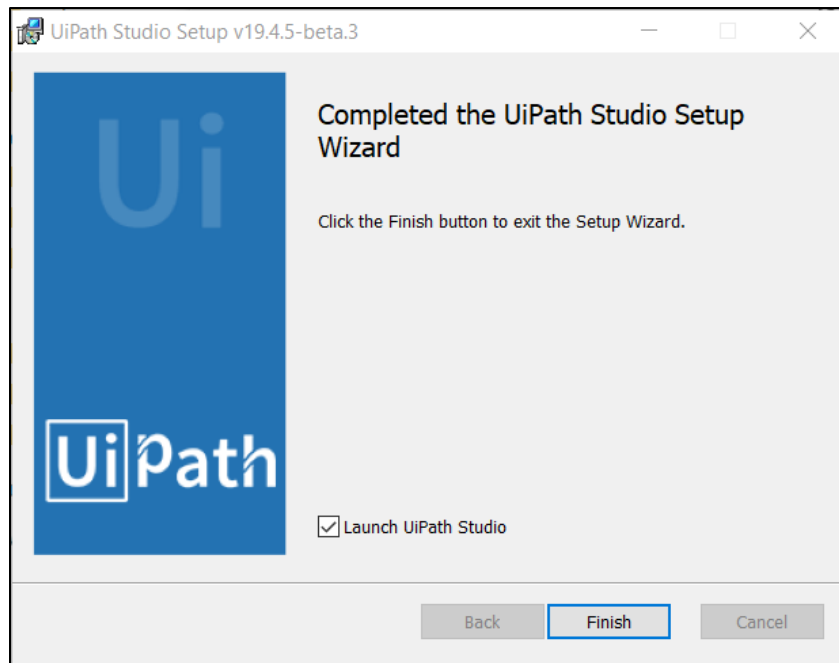 UiPath Studio Setup v19.4.5-beta.3
Ui
Completed the UiPath Studio Setup
Wizard
Click the Finish button to exit the Setup Wizard.
UiPath
Launch UiPath Studio
Back Finish Cancel